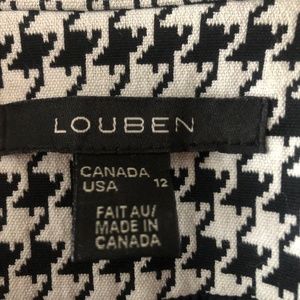 LOUBEN
CANADA
USA 12
FAIT AU/
MADE IN
CANADA